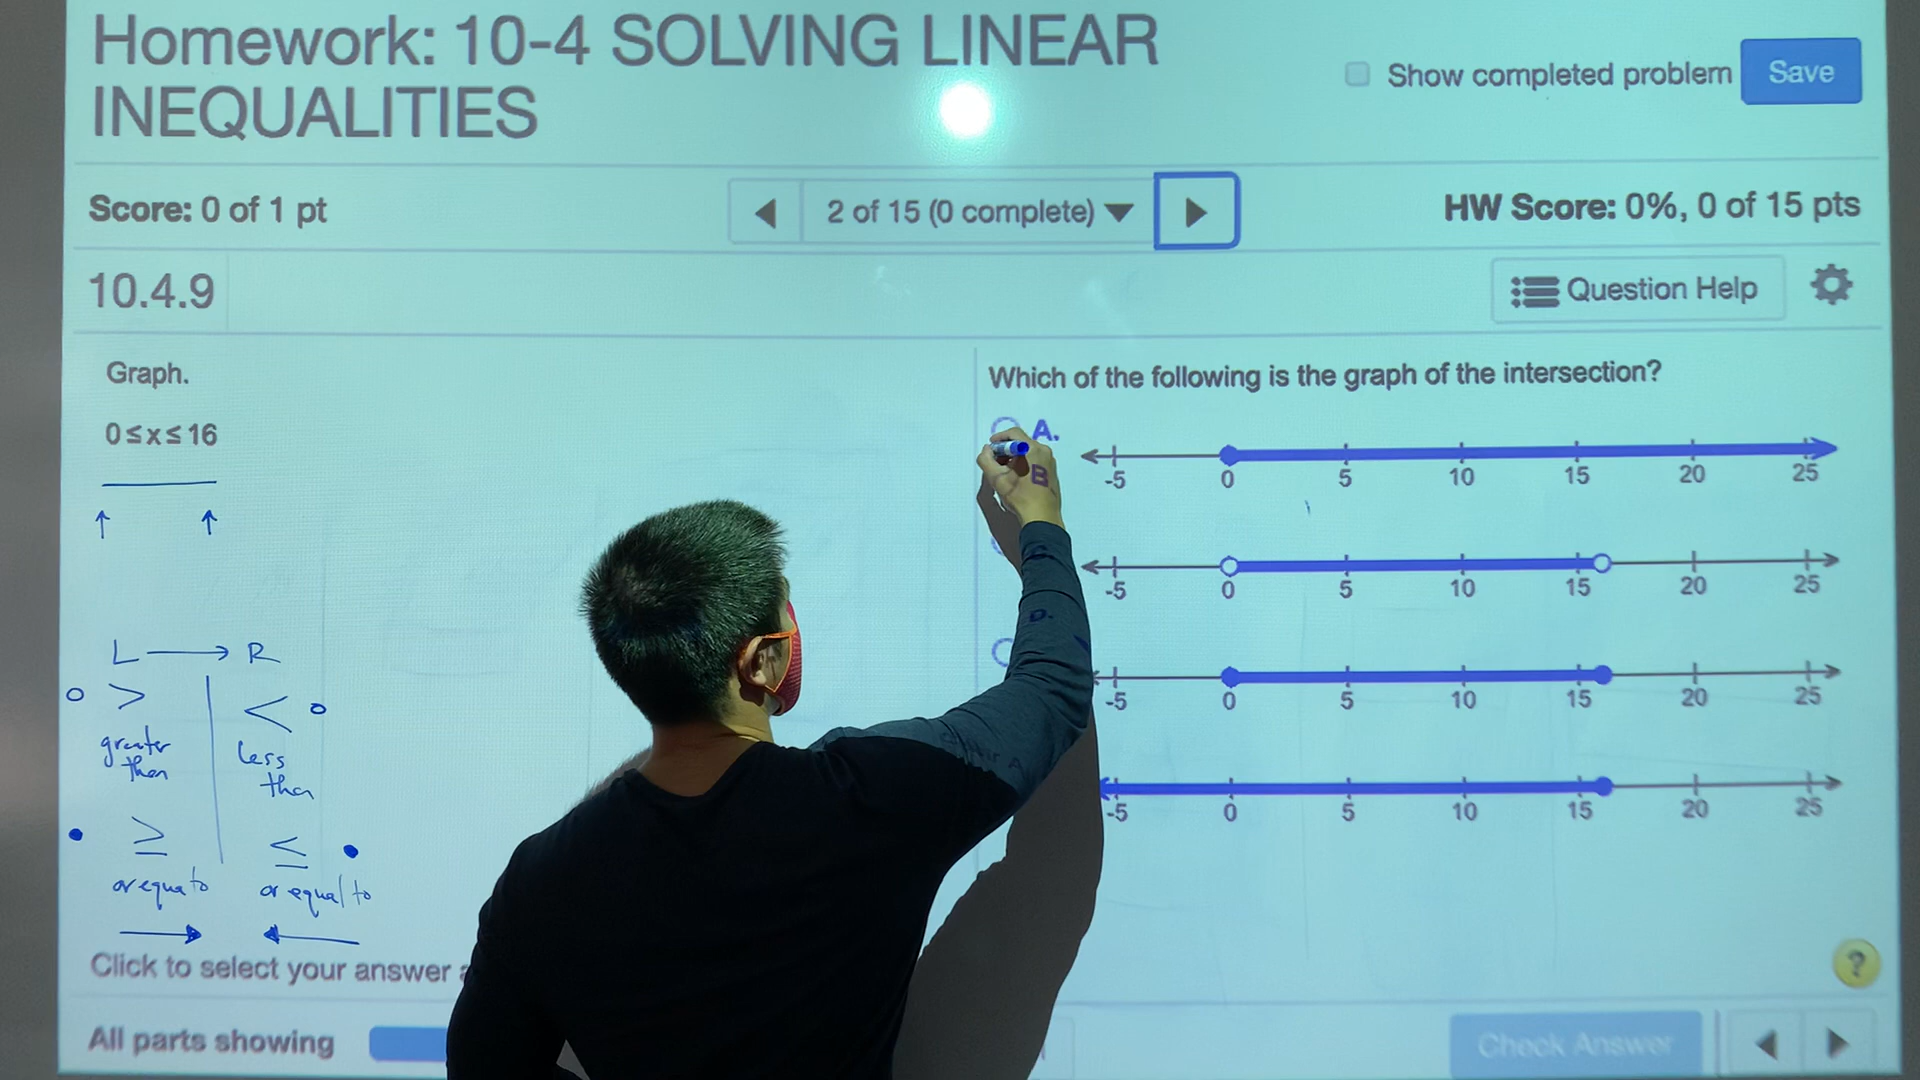 Homework: 10-4 SOLVING LINEAR
INEQUALITIES
Show completed problem
Save
Score: 0 of 1 pt
2 of 15 (0 complete)
HW Score: 0%, 0 of 15 pts
10.4.9
Question Help
Graph.
0≤x≤16
L → R
> <
greater
than
less
than
≥ ≤
or equa to
or equal to
Click to select your answer
All parts showing
Which of the following is the graph of the intersection?
A.
-5 0 5 10 15 20 25
B
-5 0 5 10 15 20 25
C.
-5 0 5 10 15 20 25
D.
-5 0 5 10 15 20 25
?
Check Answer